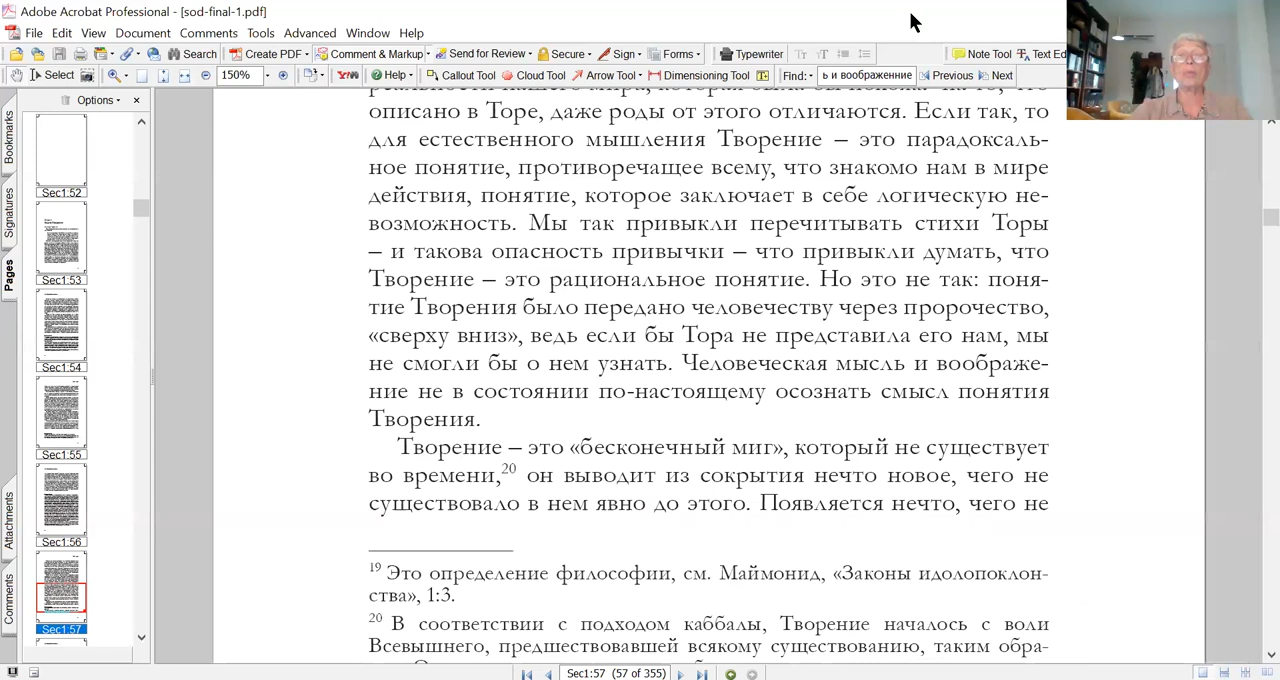 Adobe Acrobat Professional - [sod-final-1.pdf]
File Edit View Document Comments Tools Advanced Window Help
Search Create PDF Comment & Markup Send for Review Secure Sign Forms Typewriter Note Tool Text Ed
Select 150% Help Callout Tool Cloud Tool Arrow Tool Dimensioning Tool Find: ь и воображенние Previous Next
Options
Bookmarks
Signatures
Pages
Attachments
Comments
Sec1:52
Sec1:53
Sec1:54
Sec1:55
Sec1:56
Sec1:57
описано в Торе, даже роды от этого отличаются. Если так, то
для естественного мышления Творение – это парадоксаль-
ное понятие, противоречащее всему, что знакомо нам в мире
действия, понятие, которое заключает в себе логическую не-
возможность. Мы так привыкли перечитывать стихи Торы
– и такова опасность привычки – что привыкли думать, что
Творение – это рациональное понятие. Но это не так: поня-
тие Творения было передано человечеству через пророчество,
«сверху вниз», ведь если бы Тора не представила его нам, мы
не смогли бы о нем узнать. Человеческая мысль и воображе-
ние не в состоянии по-настоящему осознать смысл понятия
Творения.
Творение – это «бесконечный миг», который не существует
во времени,20 он выводит из сокрытия нечто новое, чего не
существовало в нем явно до этого. Появляется нечто, чего не
19 Это определение философии, см. Маймонид, «Законы идолопоклон-
ства», 1:3.
20 В соответствии с подходом каббалы, Творение началось с воли
Всевышнего, предшествовавшей всякому существованию, таким обра-
Sec1:57 (57 of 355)